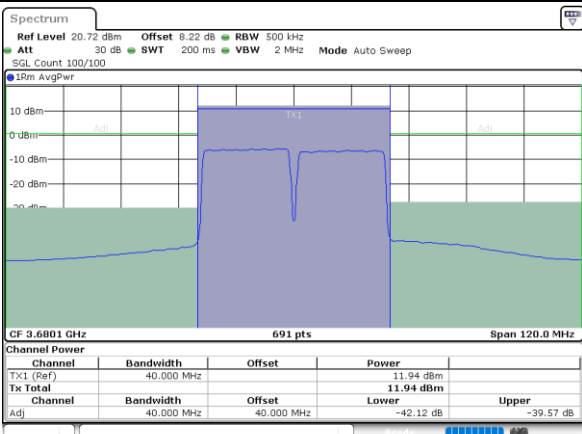 Spectrum
Ref Level 20.72 dBm Offset 8.22 dB RBW 500 kHz
Att 30 dB SWT 200 ms VBW 2 MHz Mode Auto Sweep
SGL Count 100/100
1Rm AvgPwr
10 dBm
TX1
Adj
Adj
0 dBm
-10 dBm
-20 dBm
-30 dBm
CF 3.6801 GHz 691 pts Span 120.0 MHz
Channel Power
Channel Bandwidth Offset Power
TX1 (Ref) 40.000 MHz 11.94 dBm
Tx Total 11.94 dBm
Channel Bandwidth Offset Lower Upper
Adj 40.000 MHz 40.000 MHz -42.12 dB -39.57 dB